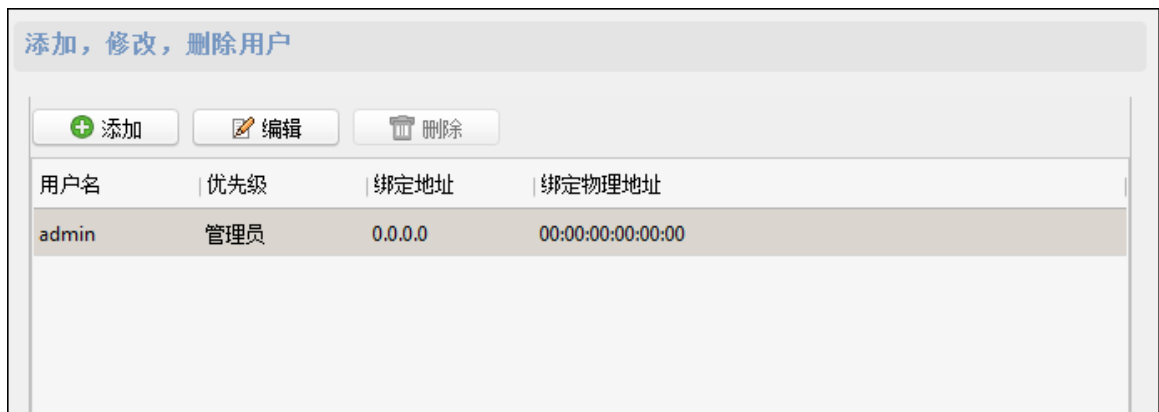 添加，修改，删除用户
添加 编辑 删除
用户名 优先级 绑定地址 绑定物理地址
admin 管理员 0.0.0.0 00:00:00:00:00:00